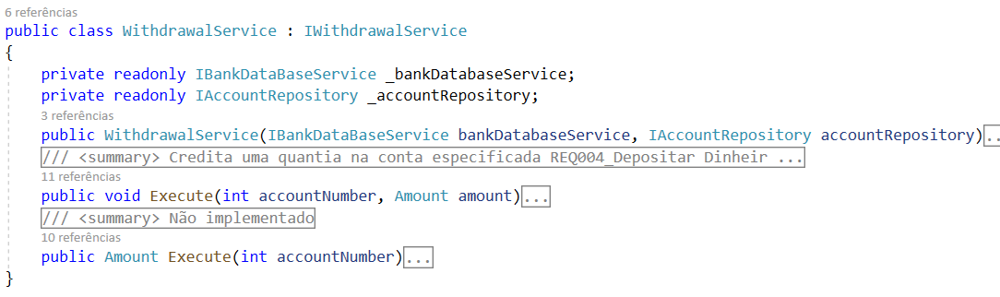 6 referências
public class WithdrawalService : IWithdrawalService
{
private readonly IBankDataBaseService _bankDatabaseService;
private readonly IAccountRepository _accountRepository;
3 referências
public WithdrawalService(IBankDataBaseService bankDatabaseService, IAccountRepository accountRepository)...
/// <summary> Credita uma quantia na conta especificada REQ004_Depositar Dinheir ...
11 referências
public void Execute(int accountNumber, Amount amount)...
/// <summary> Não implementado
10 referências
public Amount Execute(int accountNumber)...
}